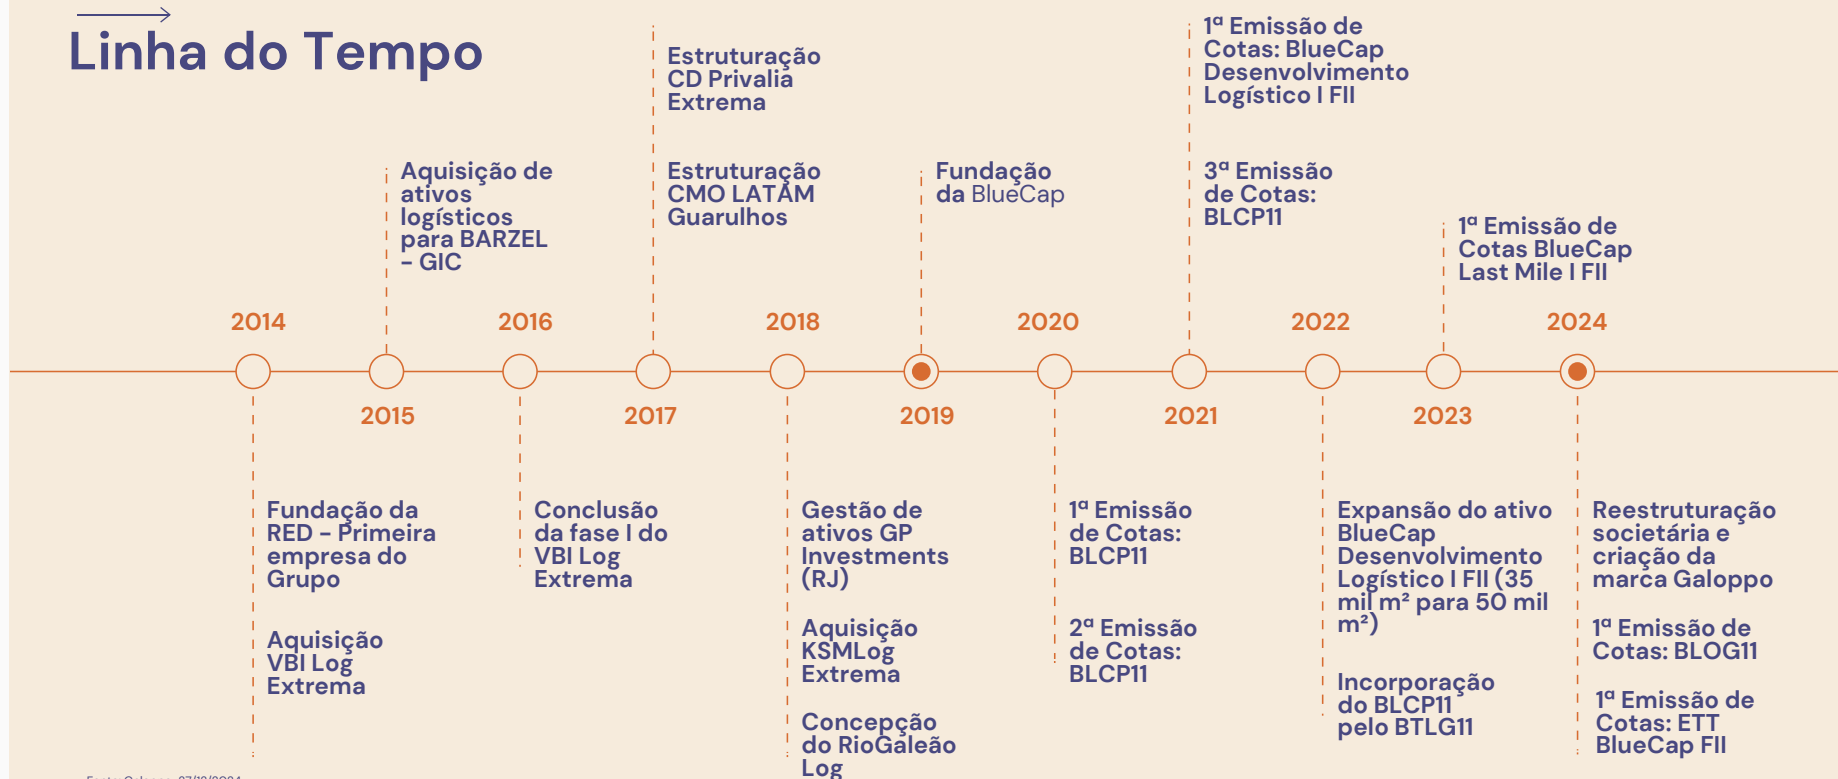 Linha do Tempo
2014
Fundação da
RED – Primeira
empresa do
Grupo
Aquisição
VBI Log
Extrema
Aquisição de
ativos
logísticos
para BARZEL
– GIC
2015
2016
Conclusão
da fase I do
VBI Log
Extrema
Estruturação
CD Privalia
Extrema
Estruturação
CMO LATAM
Guarulhos
2017
2018
Gestão de
ativos GP
Investments
(RJ)
Aquisição
KSMLog
Extrema
Concepção
do RioGaleão
Log
Fundação
da BlueCap
2019
2020
1ª Emissão
de Cotas:
BLCP11
2ª Emissão
de Cotas:
BLCP11
1ª Emissão de
Cotas: BlueCap
Desenvolvimento
Logístico I FII
3ª Emissão
de Cotas:
BLCP11
2021
2022
Expansão do ativo
BlueCap
Desenvolvimento
Logístico I FII (35
mil m² para 50 mil
m²)
Incorporação
do BLCP11
pelo BTLG11
1ª Emissão de
Cotas BlueCap
Last Mile I FII
2023
2024
Reestruturação
societária e
criação da
marca Galoppo
1ª Emissão de
Cotas: BLOG11
1ª Emissão de
Cotas: ETT
BlueCap FII